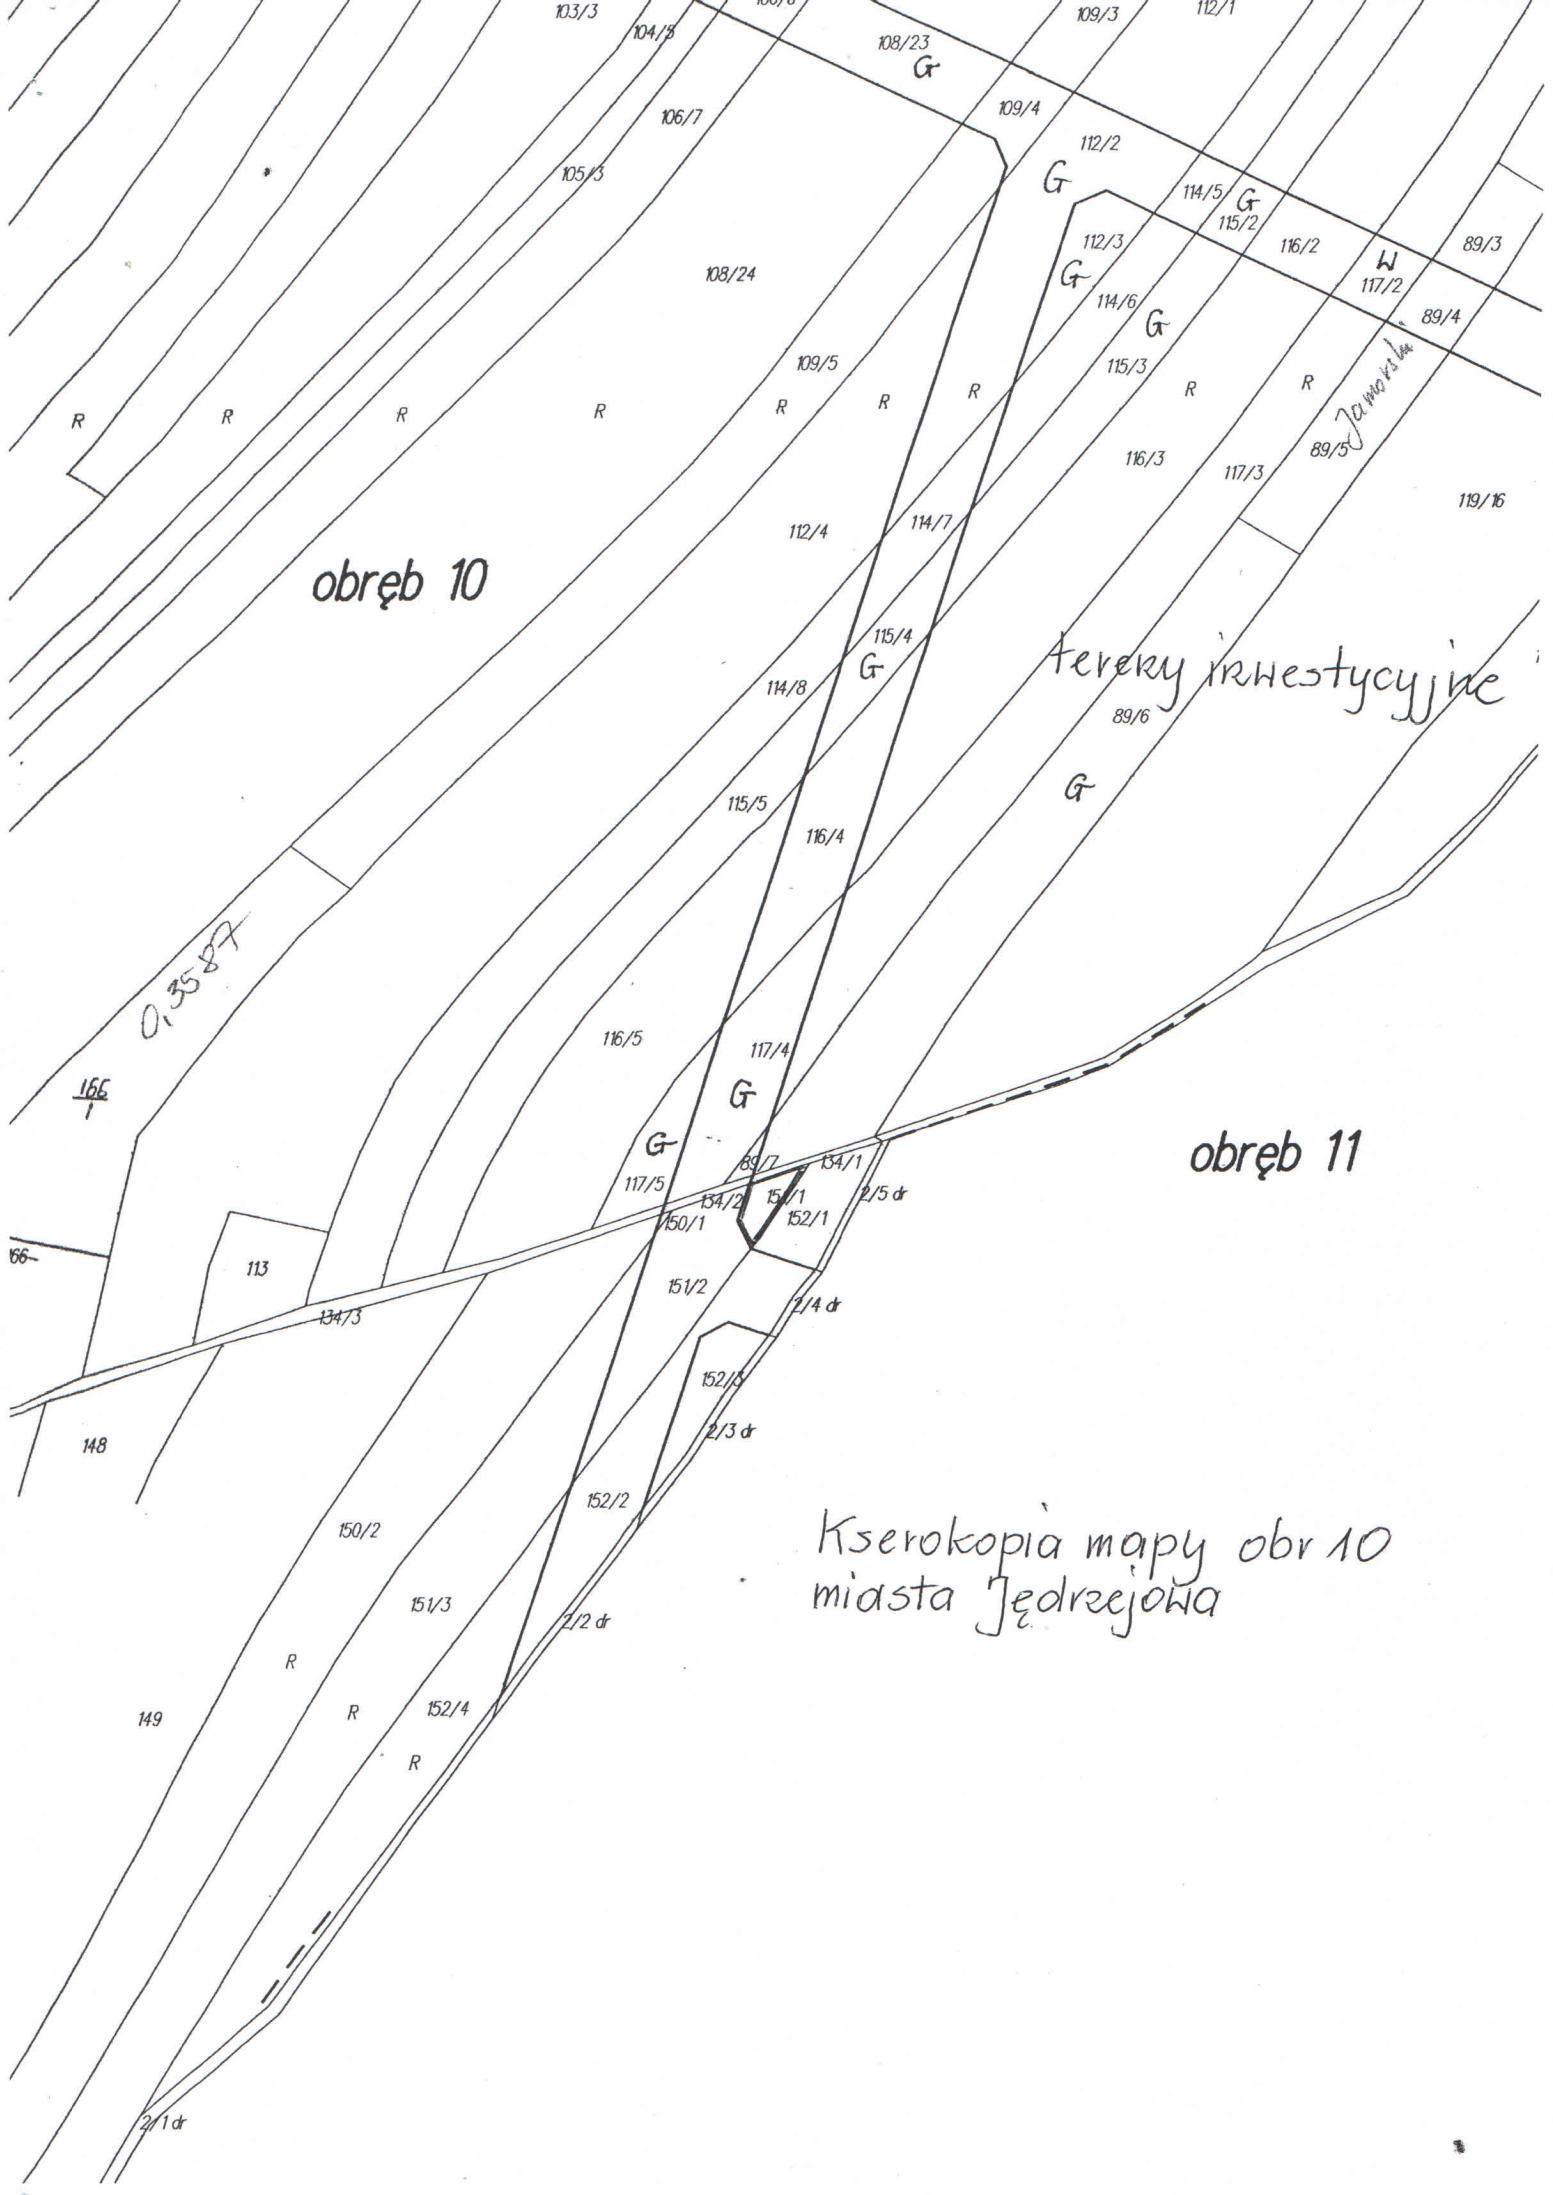 103/3
109/3
112/1
104/5
108/23
G
109/4
106/7
112/2
105/3
G
114/5
G
115/2
112/3
116/2
89/3
W
117/2
108/24
G
114/6
G
89/4
109/5
115/3
Jamorski
R
R
R
R
R
R
R
R
R
89/5
116/3
117/3
119/16
112/4
114/7
obręb 10
115/4
G
tereny inwestycyjne
114/8
89/6
G
115/5
116/4
0,3587
116/5
117/4
166
1
G
G
obręb 11
89/7
134/1
117/5
134/2
151/1
2/5 dr
150/1
152/1
66
113
151/2
134/3
2/4 dr
152/3
2/3 dr
148
152/2
150/2
Kserokopia mapy obr 10
miasta Jędrzejowa
151/3
2/2 dr
R
149
R
152/4
R
2/1 dr